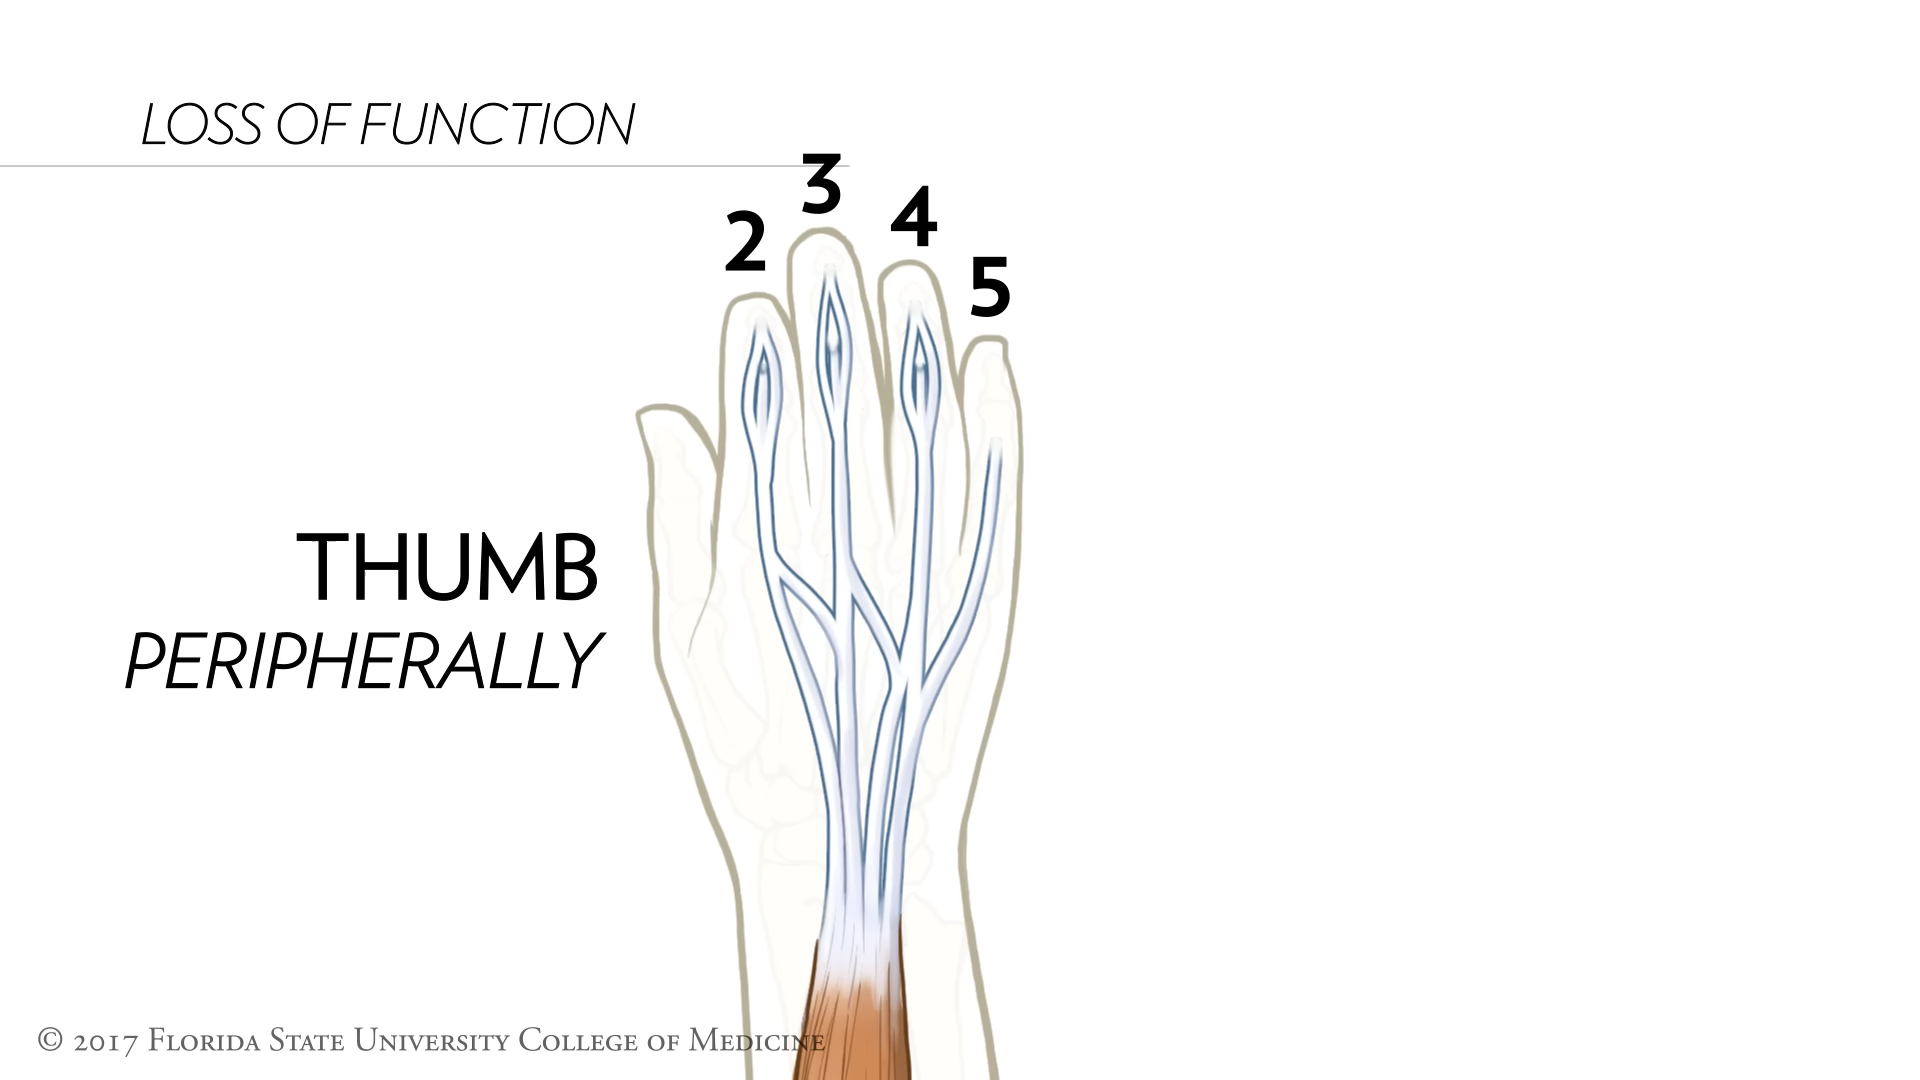 LOSS OF FUNCTION
3
4
2
5
THUMB
PERIPHERALLY
© 2017 Florida State University College of Medicine